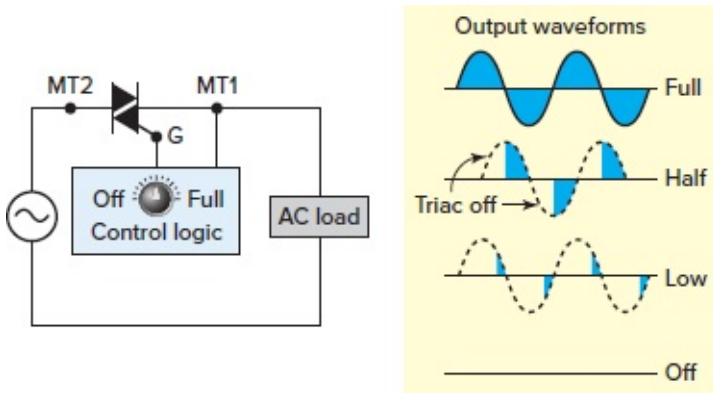 MT2 MT1
G
Off Full
Control logic
AC load
Output waveforms
Full
Half
Triac off
Low
Off